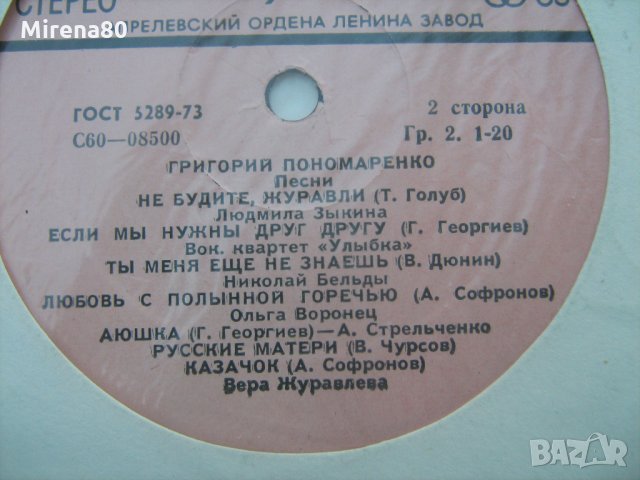 Mirena80
СТЕРЕО
ПРЕЛЕВСКИЙ ОРДЕНА ЛЕНИНА ЗАВОД
ГОСТ 5289-73
2 сторона
С60—08500
Гр. 2. 1-20
ГРИГОРИЙ ПОНОМАРЕНКО
Песни
НЕ БУДИТЕ, ЖУРАВЛИ (Т. Голуб)
Людмила Зыкина
ЕСЛИ МЫ НУЖНЫ ДРУГ ДРУГУ (Г. Георгиев)
Вок. квартет «Улыбка»
ТЫ МЕНЯ ЕЩЕ НЕ ЗНАЕШЬ (В. Дюнин)
Николай Бельды
ЛЮБОВЬ С ПОЛЫННОЙ ГОРЕЧЬЮ (А. Софронов)
Ольга Воронец
АЮШКА (Г. Георгиев)—А. Стрельченко
РУССКИЕ МАТЕРИ (В. Чурсов)
КАЗАЧОК (А. Софронов)
Вера Журавлева
BAZAR
.bg